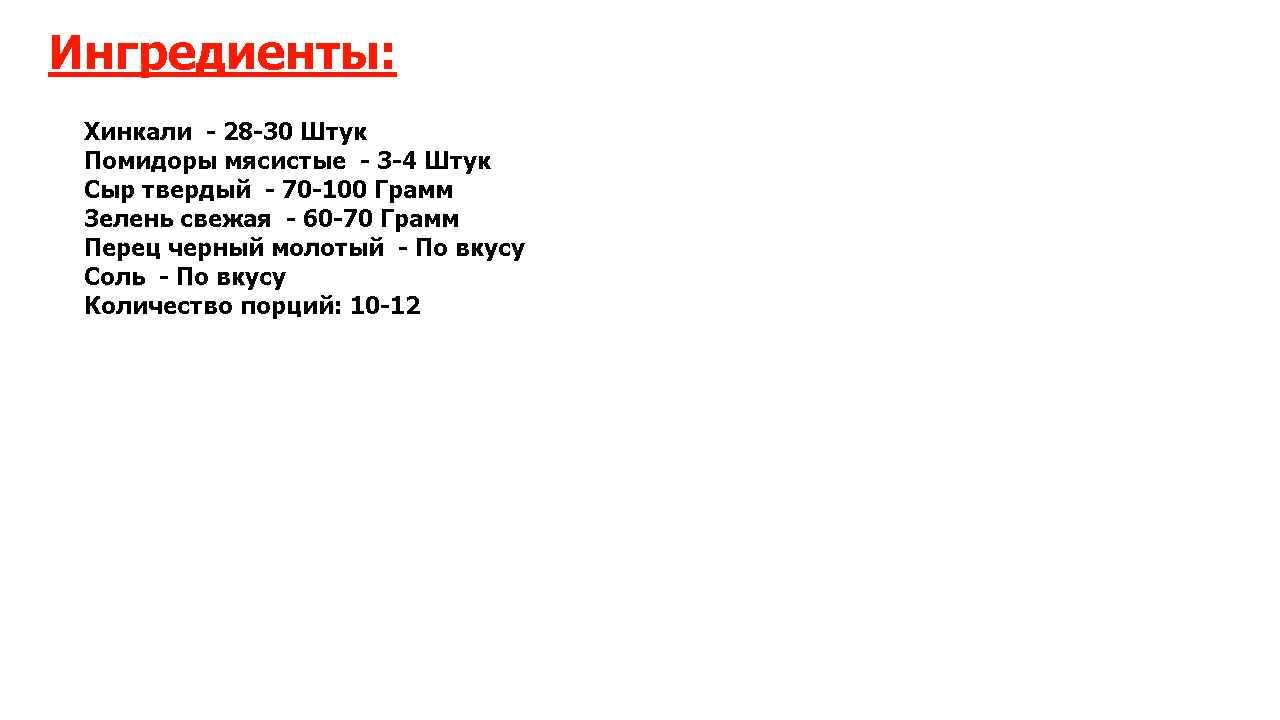 Ингредиенты:
Хинкали  - 28-30 Штук
Помидоры мясистые  - 3-4 Штук
Сыр твердый  - 70-100 Грамм
Зелень свежая  - 60-70 Грамм
Перец черный молотый  - По вкусу
Соль  - По вкусу
Количество порций: 10-12